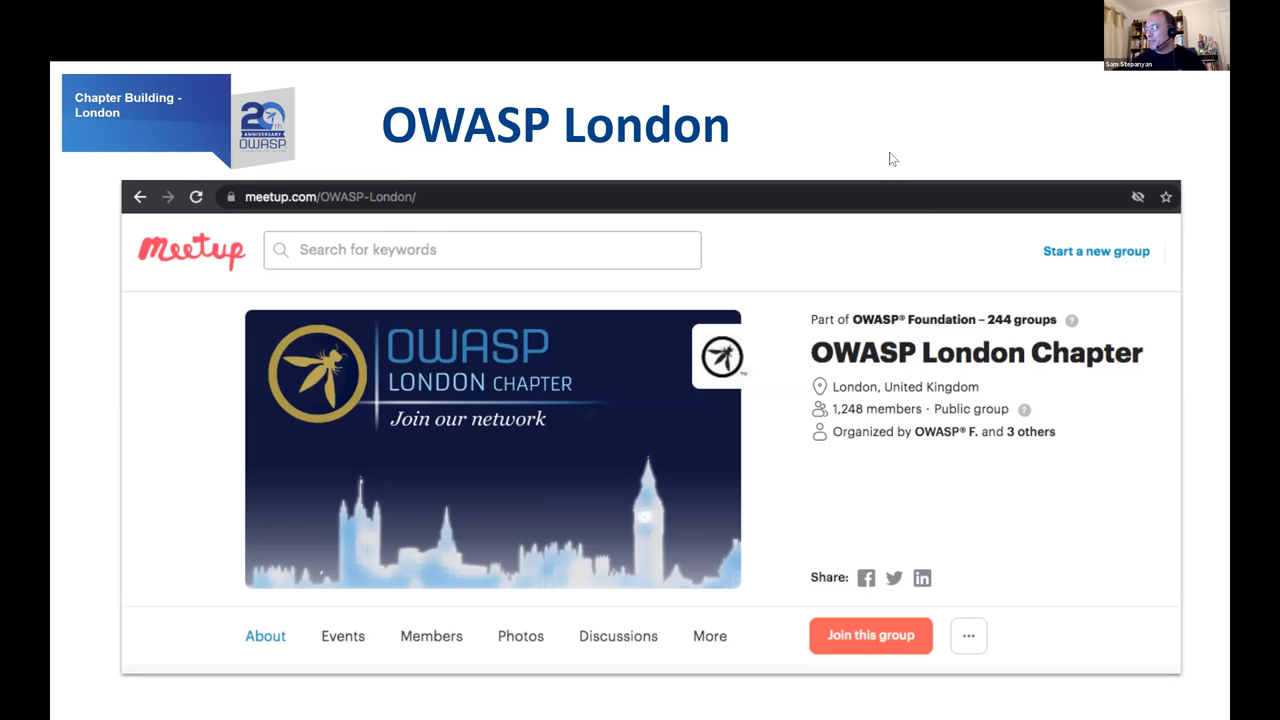 Sam Stepanyan
Chapter Building -
London
20th
ANNIVERSARY
OWASP
OWASP London
meetup.com/OWASP-London/
meetup
Search for keywords
Start a new group
OWASP
LONDON CHAPTER
Join our network
Part of OWASP® Foundation – 244 groups ?
OWASP London Chapter
London, United Kingdom
1,248 members · Public group ?
Organized by OWASP® F. and 3 others
Share:
About Events Members Photos Discussions More
Join this group